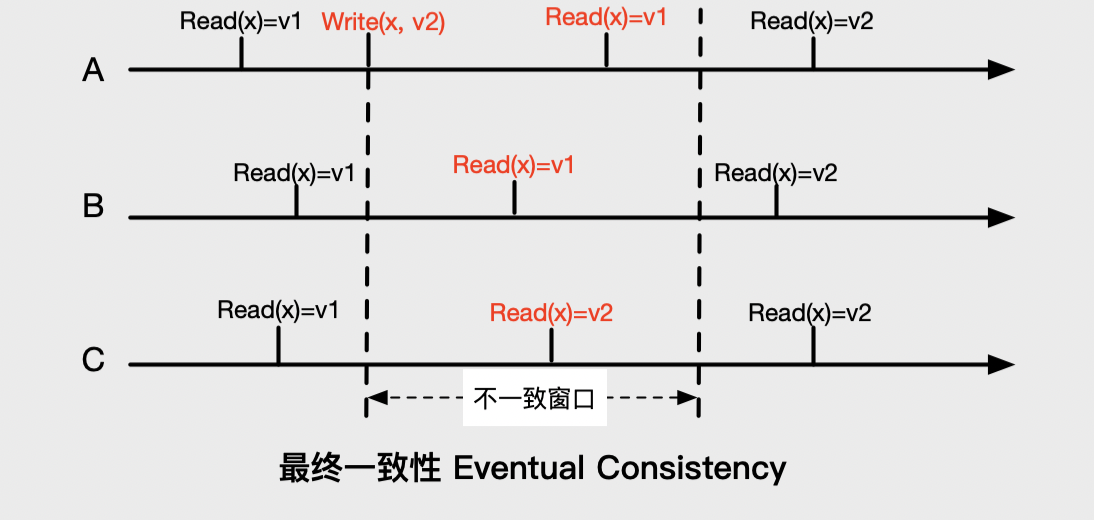 Read(x)=v1 Write(x, v2) Read(x)=v1 Read(x)=v2
A
Read(x)=v1 Read(x)=v1 Read(x)=v2
B
Read(x)=v1 Read(x)=v2 Read(x)=v2
C
不一致窗口
最终一致性 Eventual Consistency